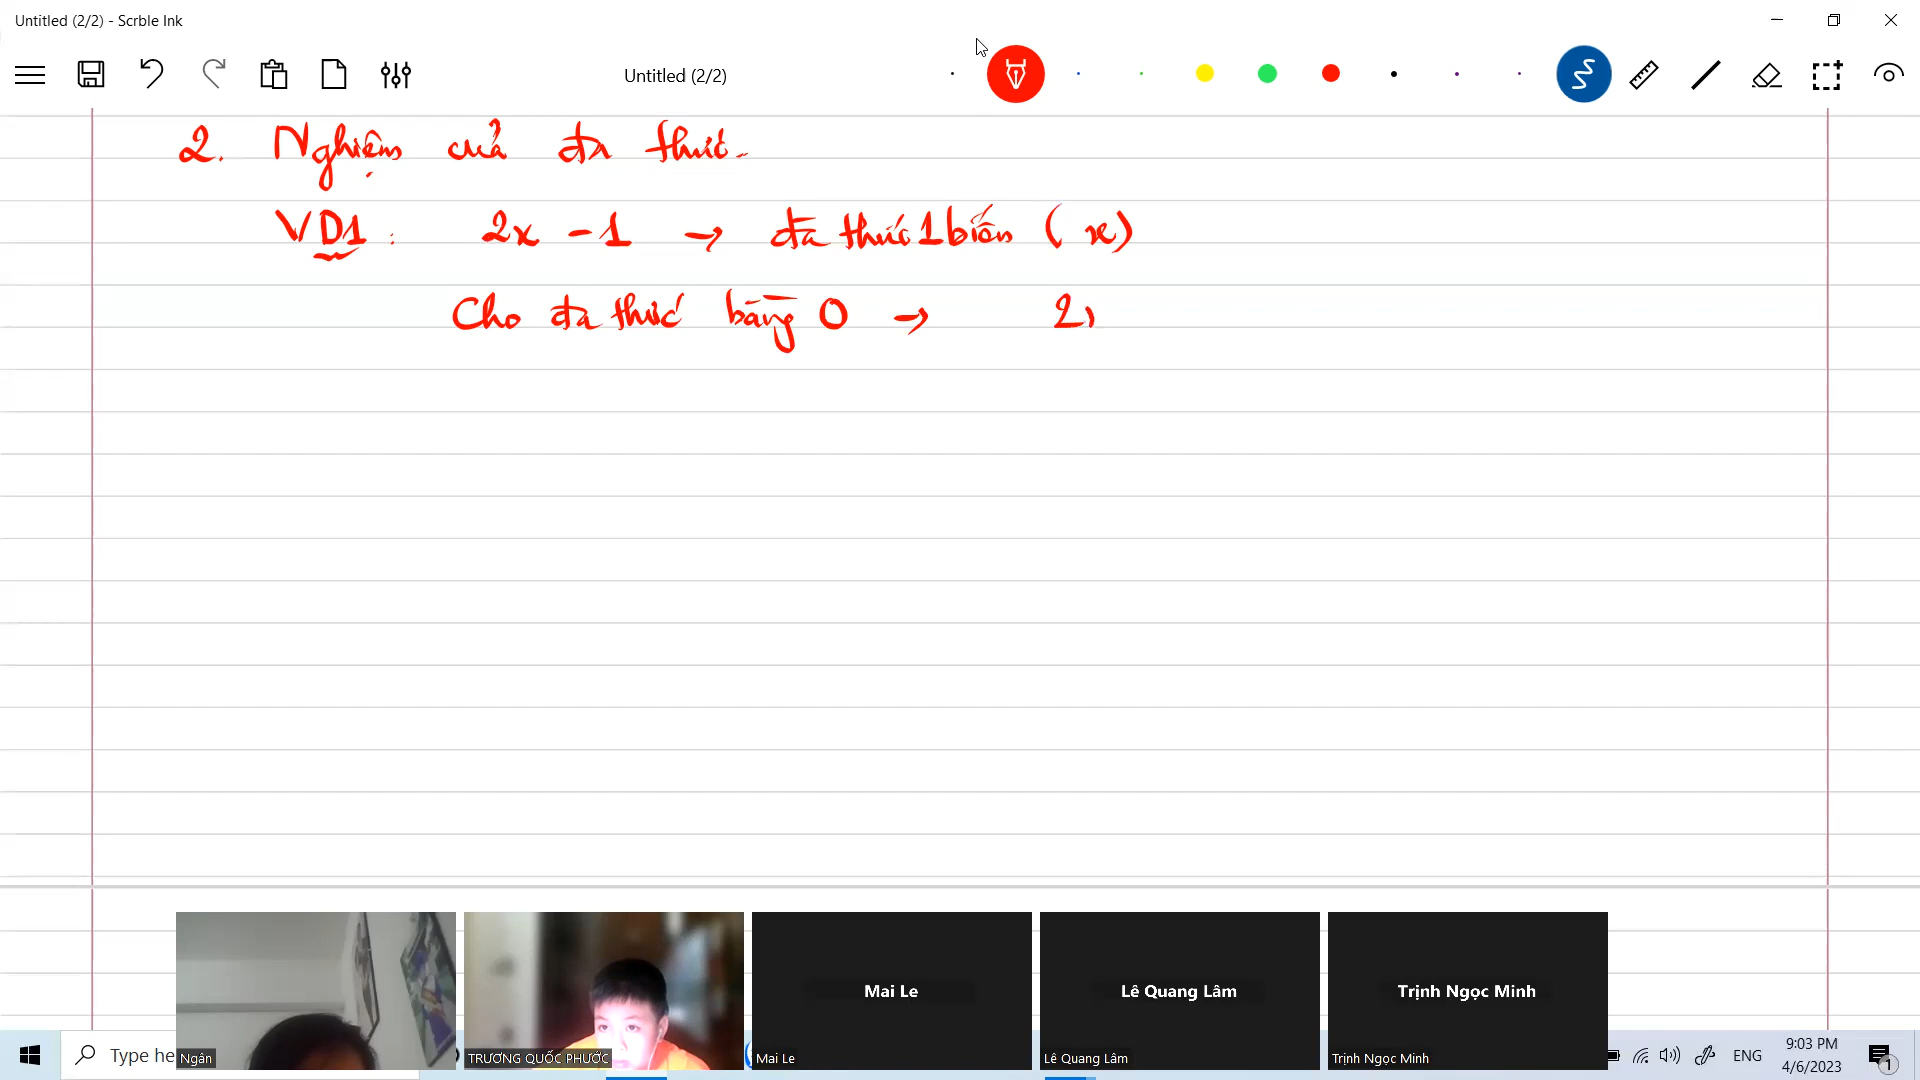 Untitled (2/2) - Scrble Ink
Untitled (2/2)
2. Nghiệm của đa thức.
VD1: 2x - 1 → đa thức 1 biến (x)
Cho đa thức bằng 0 → 2
Mai Le
Lê Quang Lâm
Trịnh Ngọc Minh
Ngân
TRƯƠNG QUỐC PHƯỚC
Mai Le
Lê Quang Lâm
Trịnh Ngọc Minh
Type he
ENG
9:03 PM
4/6/2023
1